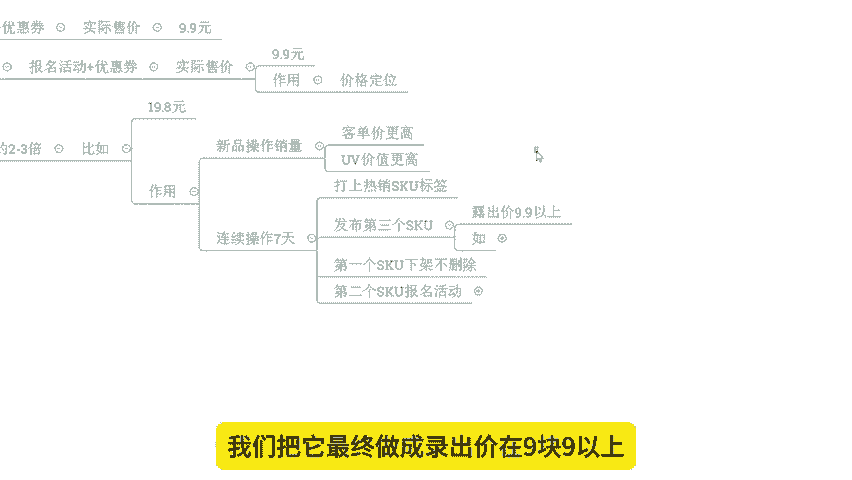 优惠券 实际售价 9.9元
报名活动+优惠券 实际售价 9.9元
作用 价格定位
约2-3倍 比如 19.8元
作用 新品操作销量 客单价更高
UV价值更高
连续操作7天 打上热销SKU标签
发布第三个SKU 露出价9.9以上
如
第一个SKU下架不删除
第二个SKU报名活动
我们把它最终做成录出价在9块9以上